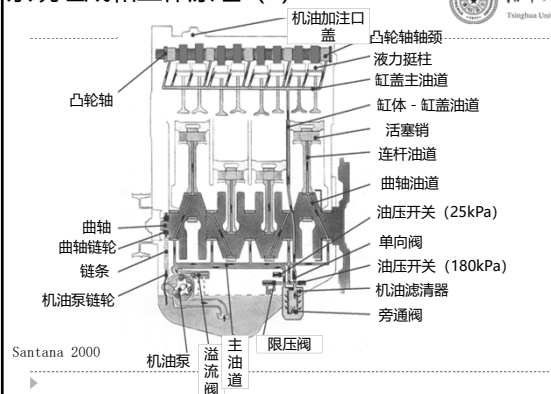 机油加注口
盖
凸轮轴轴颈
液力挺柱
缸盖主油道
凸轮轴
缸体 - 缸盖油道
活塞销
连杆油道
曲轴油道
油压开关（25kPa）
曲轴
单向阀
曲轴链轮
油压开关（180kPa）
链条
机油滤清器
机油泵链轮
旁通阀
限压阀
Santana 2000
机油泵
溢流阀
主油道
Tsinghua Uni